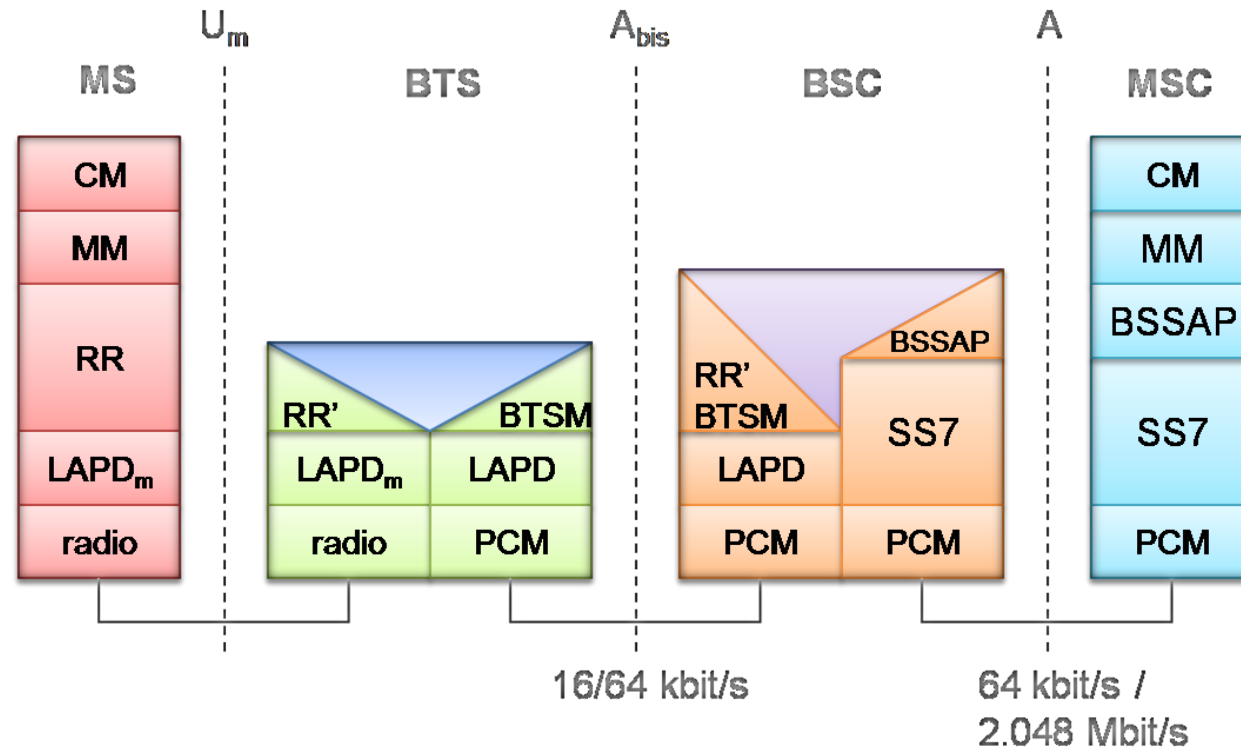 Um
Abis
A
MS
BTS
BSC
MSC
CM
MM
RR
LAPDm
radio
RR’
BTSM
LAPDm
LAPD
radio
PCM
RR’
BTSM
BSSAP
LAPD
SS7
PCM
PCM
CM
MM
BSSAP
SS7
PCM
16/64 kbit/s
64 kbit/s /
2.048 Mbit/s